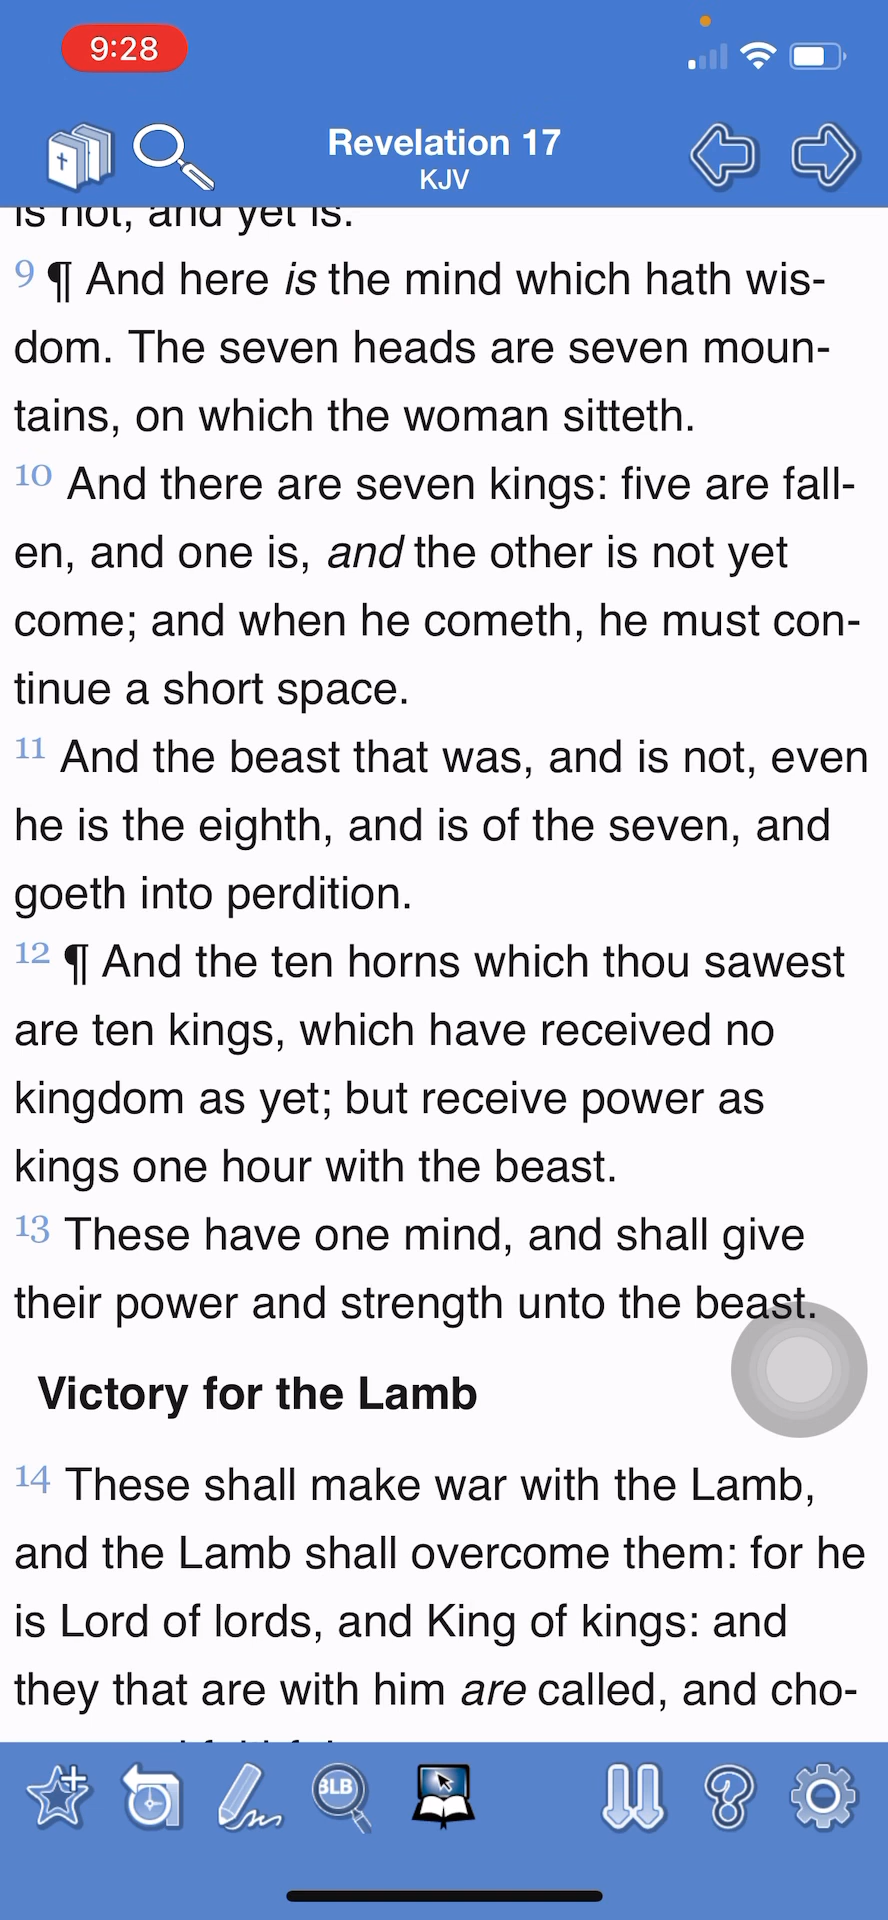 9:28
Revelation 17
KJV
is not, and yet is.
9 ¶ And here is the mind which hath wis-
dom. The seven heads are seven moun-
tains, on which the woman sitteth.
10 And there are seven kings: five are fall-
en, and one is, and the other is not yet
come; and when he cometh, he must con-
tinue a short space.
11 And the beast that was, and is not, even
he is the eighth, and is of the seven, and
goeth into perdition.
12 ¶ And the ten horns which thou sawest
are ten kings, which have received no
kingdom as yet; but receive power as
kings one hour with the beast.
13 These have one mind, and shall give
their power and strength unto the beast.
Victory for the Lamb
14 These shall make war with the Lamb,
and the Lamb shall overcome them: for he
is Lord of lords, and King of kings: and
they that are with him are called, and cho-
BLB